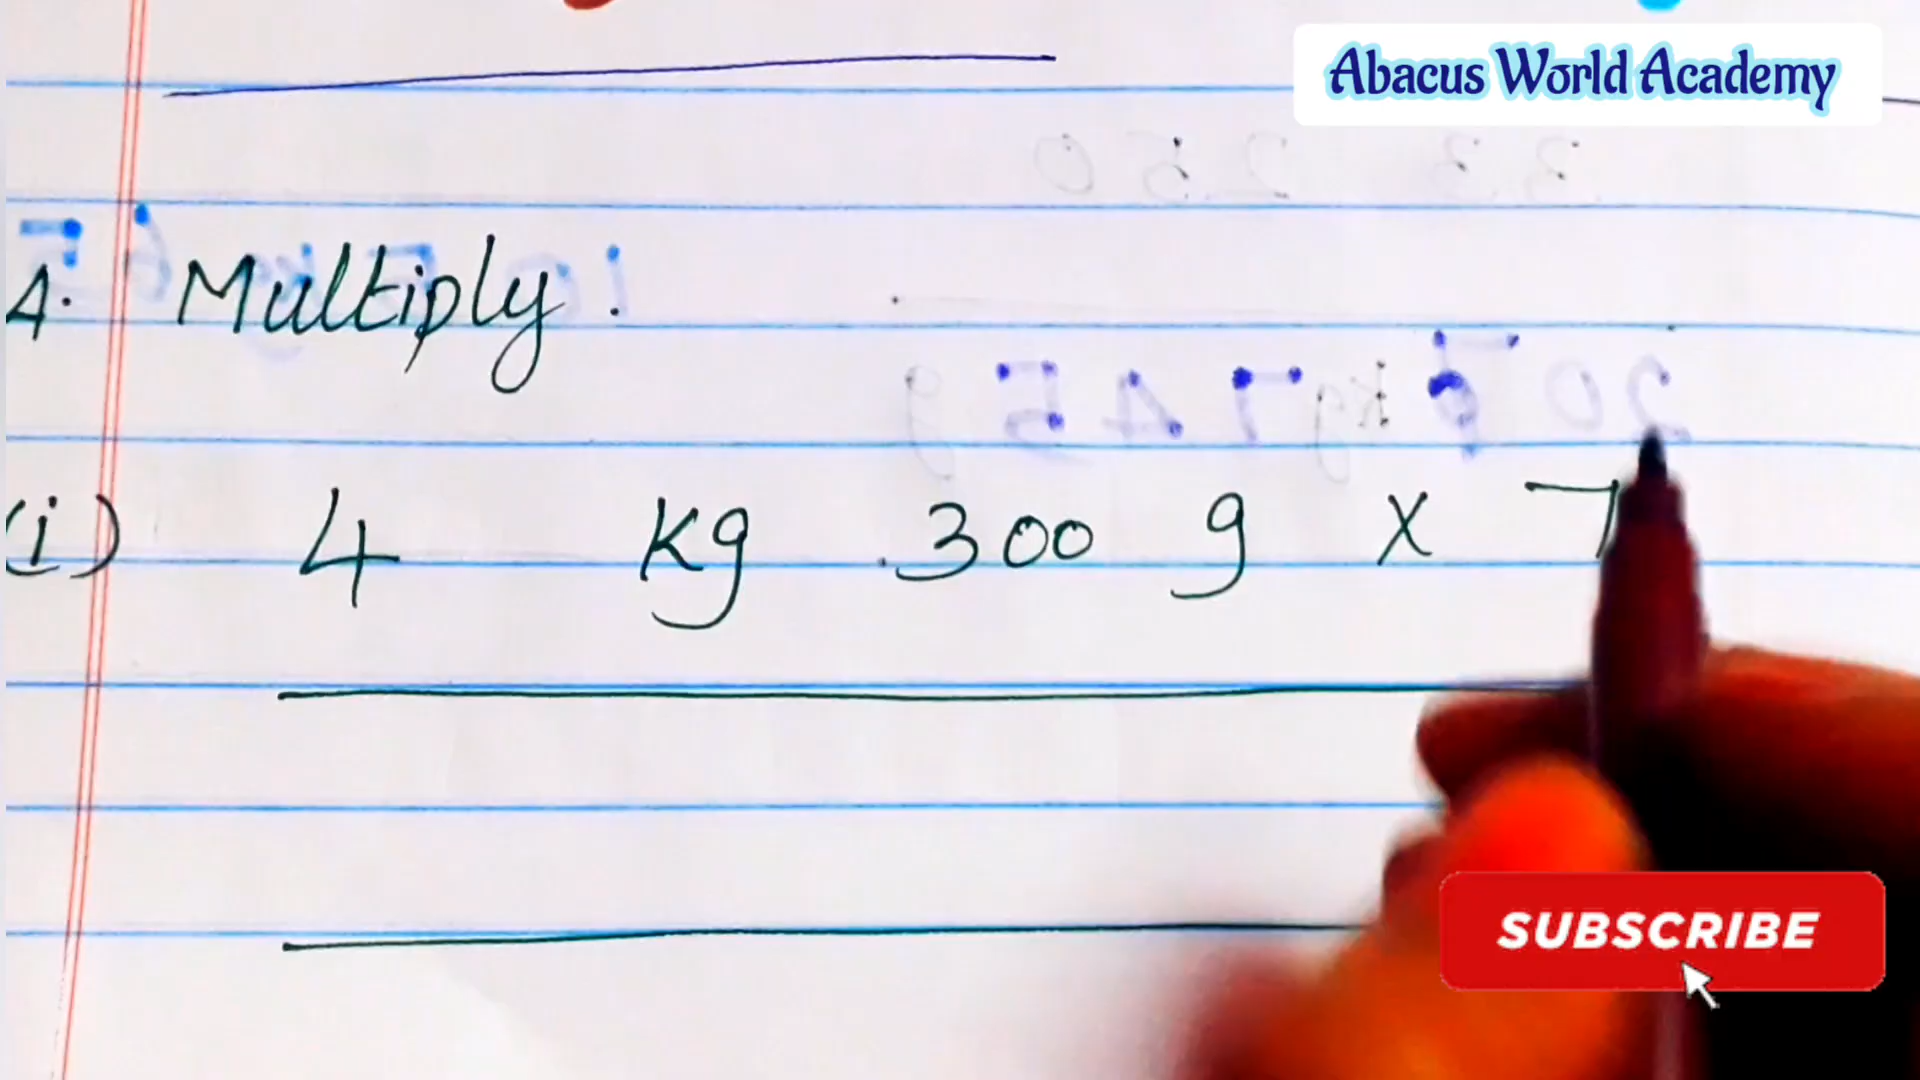 Abacus World Academy
4. Multiply:
(i) 4 kg 300 g x 7
SUBSCRIBE